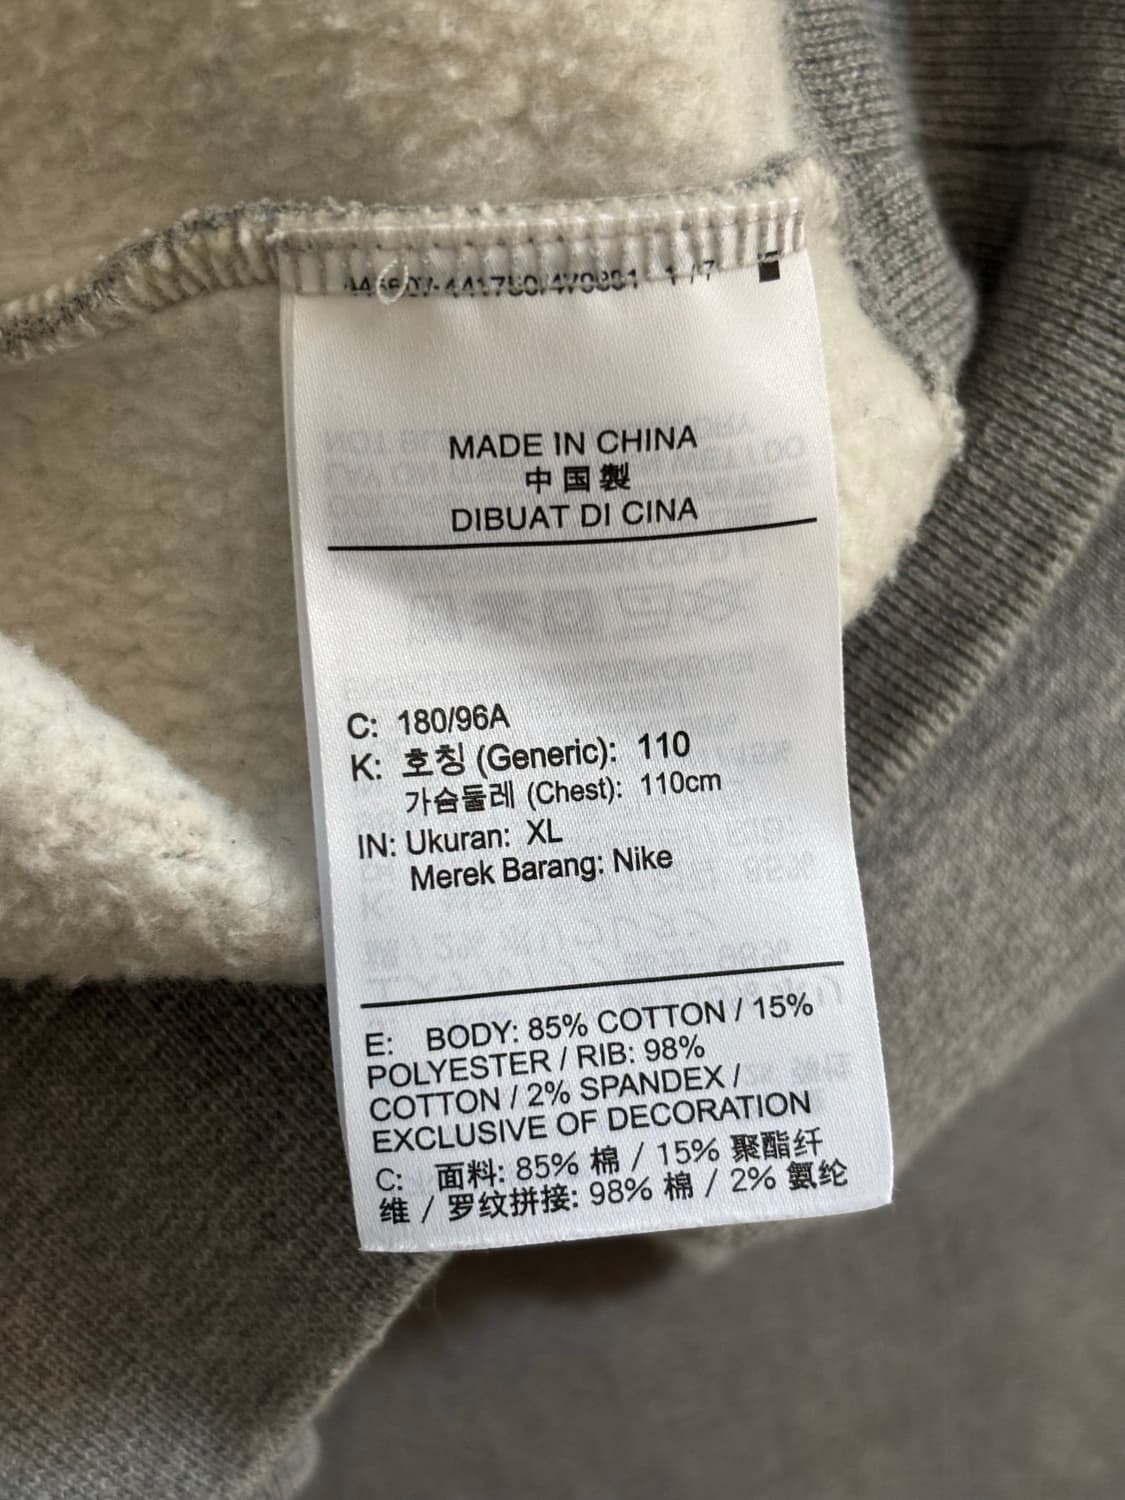 MADE IN CHINA
中国製
DIBUAT DI CINA
C: 180/96A
K: 호칭 (Generic): 110
가슴둘레 (Chest): 110cm
IN: Ukuran: XL
Merek Barang: Nike
E: BODY: 85% COTTON / 15%
POLYESTER / RIB: 98%
COTTON / 2% SPANDEX /
EXCLUSIVE OF DECORATION
C: 面料: 85% 棉 / 15% 聚酯纤
维 / 罗纹拼接: 98% 棉 / 2% 氨纶